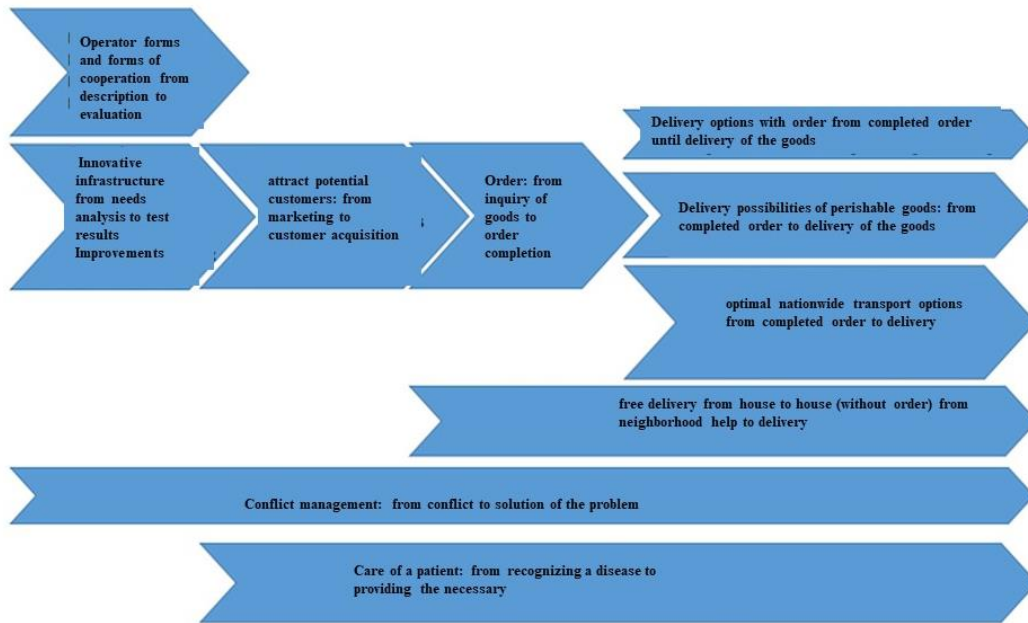 Operator forms
and forms of
cooperation from
description to
evaluation
Innovative
infrastructure
from needs
analysis to test
results
Improvements
attract potential
customers: from
marketing to
customer acquisition
Order: from
inquiry of
goods to
order
completion
Delivery options with order from completed order
until delivery of the goods
Delivery possibilities of perishable goods: from
completed order to delivery of the goods
optimal nationwide transport options
from completed order to delivery
free delivery from house to house (without order) from
neighborhood help to delivery
Conflict management: from conflict to solution of the problem
Care of a patient: from recognizing a disease to
providing the necessary